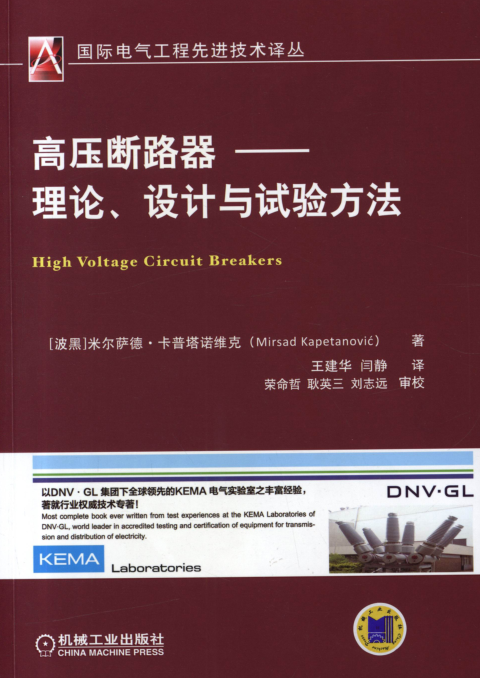 国际电气工程先进技术译丛
高压断路器 ——
理论、设计与试验方法
High Voltage Circuit Breakers
[波黑]米尔萨德·卡普塔诺维克（Mirsad Kapetanović） 著
王建华 闫静 译
荣命哲 耿英三 刘志远 审校
以DNV·GL 集团下全球领先的KEMA 电气实验室之丰富经验，
著就行业权威技术专著！
Most complete book ever written from test experiences at the KEMA Laboratories of
DNV·GL, world leader in accredited testing and certification of equipment for transmis-
sion and distribution of electricity.
DNV·GL
KEMA Laboratories
机械工业出版社
CHINA MACHINE PRESS